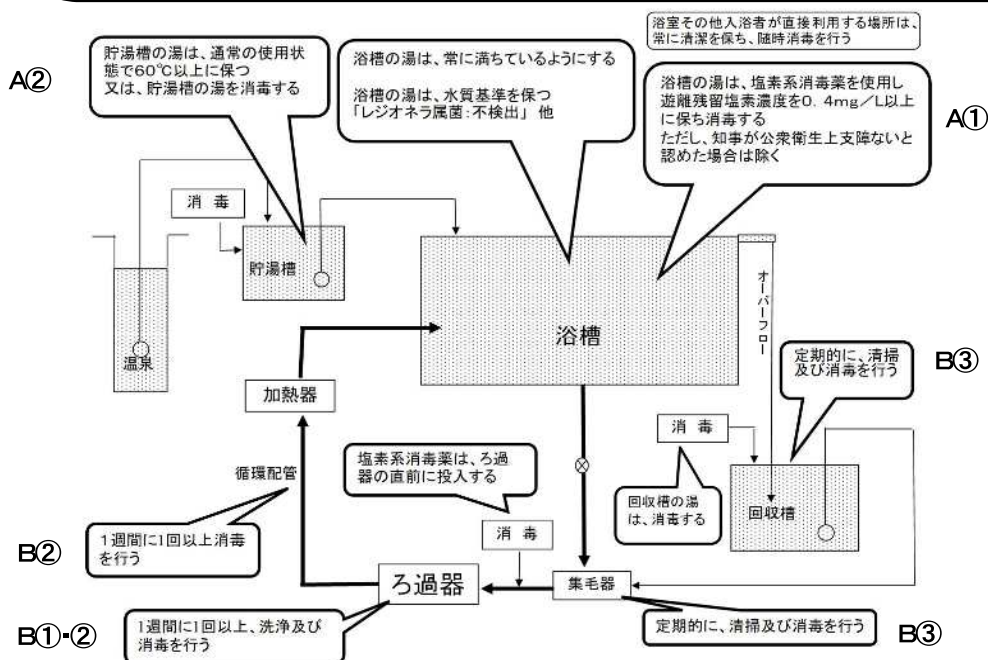 浴室その他入浴者が直接利用する場所は、
常に清潔を保ち、随時消毒を行う
A②
貯湯槽の湯は、通常の使用状
態で60℃以上に保つ
又は、貯湯槽の湯を消毒する
浴槽の湯は、常に満ちているようにする
浴槽の湯は、水質基準を保つ
「レジオネラ属菌：不検出」 他
浴槽の湯は、塩素系消毒薬を使用し
遊離残留塩素濃度を0．4mg／L以上
に保ち消毒する
ただし、知事が公衆衛生上支障ないと
認めた場合は除く
A①
消 毒
貯湯槽
温泉
浴槽
オーバーフロー
定期的に、清掃
及び消毒を行う
B③
加熱器
消 毒
回収槽の湯
は、消毒する
回収槽
循環配管
塩素系消毒薬は、ろ過
器の直前に投入する
B②
１週間に1回以上消毒
を行う
消 毒
ろ過器
集毛器
B①・②
1週間に1回以上、洗浄及び
消毒を行う
定期的に、清掃及び消毒を行う
B③